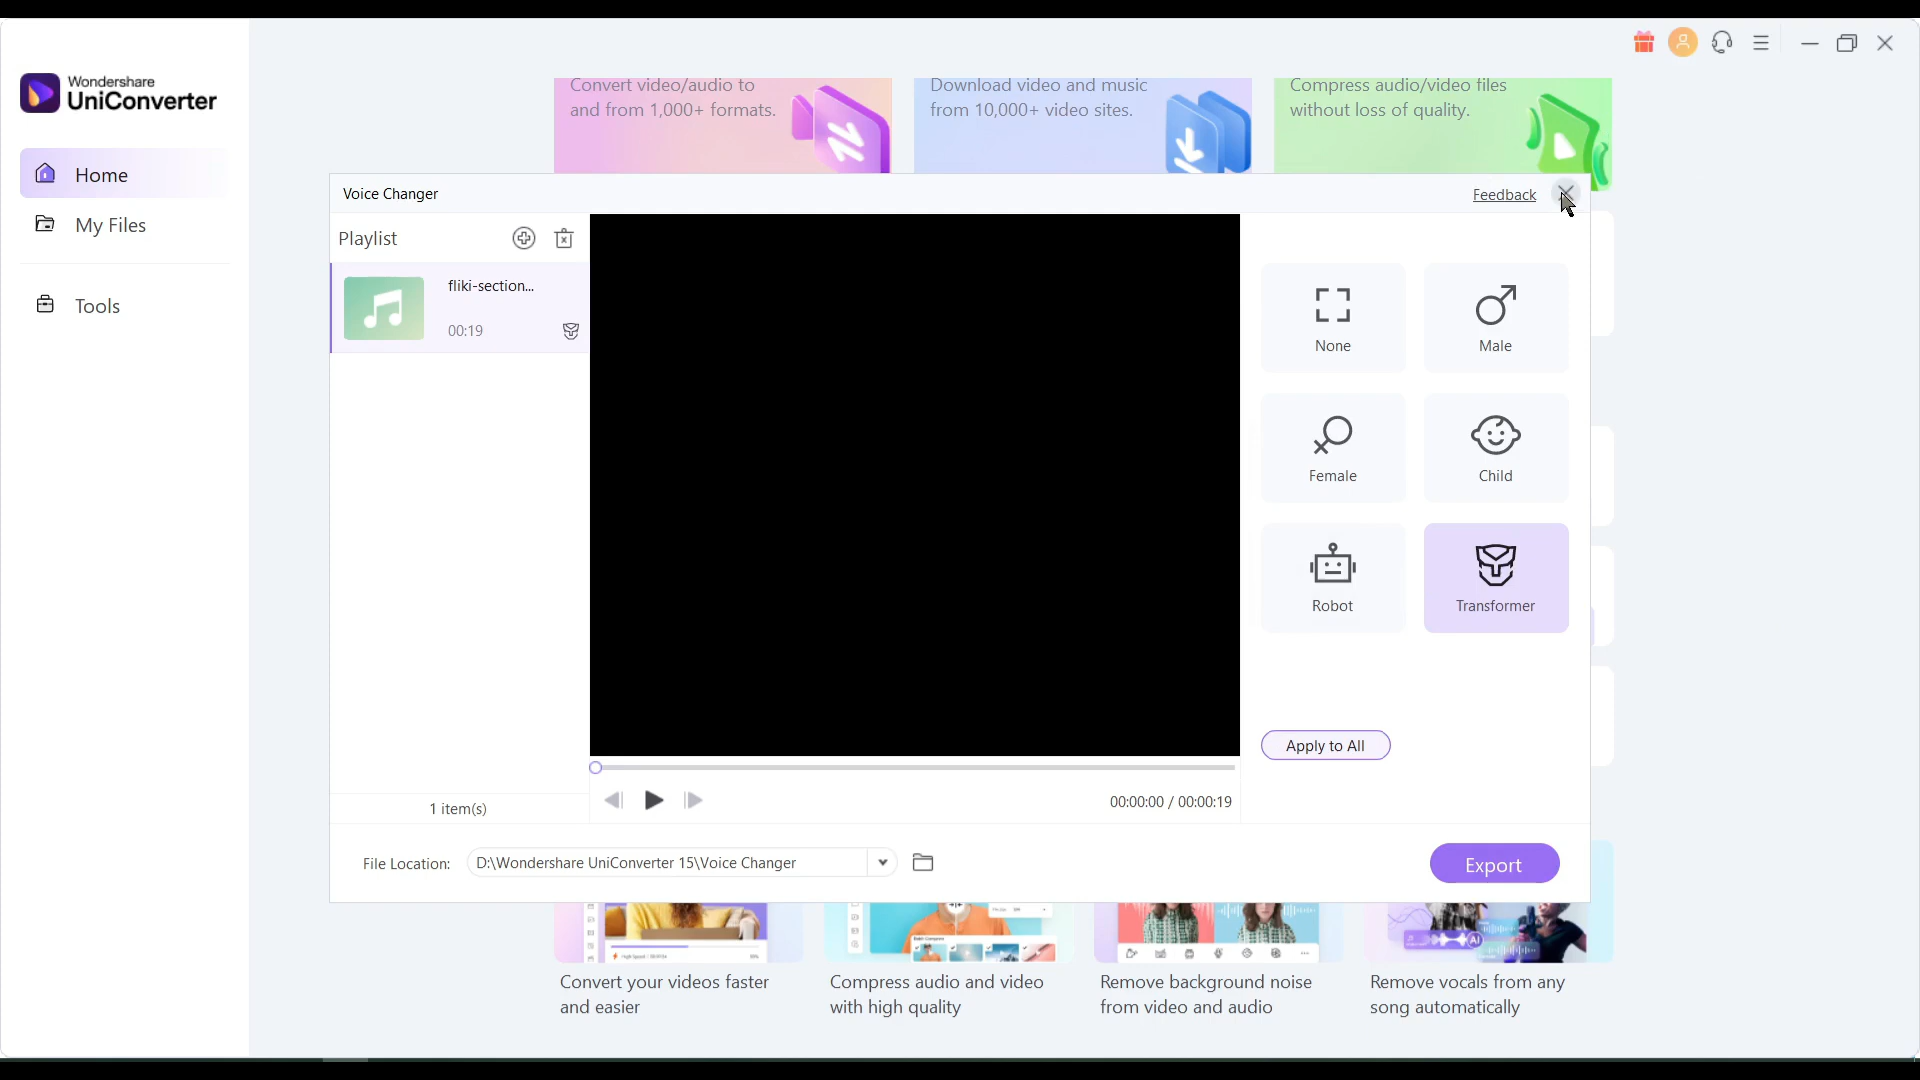 Wondershare
UniConverter
Home
My Files
Tools
Convert video/audio to
and from 1,000+ formats.
Download video and music
from 10,000+ video sites.
Compress audio/video files
without loss of quality.
Voice Changer
Feedback
Playlist
fliki-section...
00:19
None
Male
Female
Child
Robot
Transformer
Apply to All
1 item(s)
00:00:00 / 00:00:19
File Location:
D:\Wondershare UniConverter 15\Voice Changer
Export
AI
Convert your videos faster
and easier
Compress audio and video
with high quality
Remove background noise
from video and audio
Remove vocals from any
song automatically